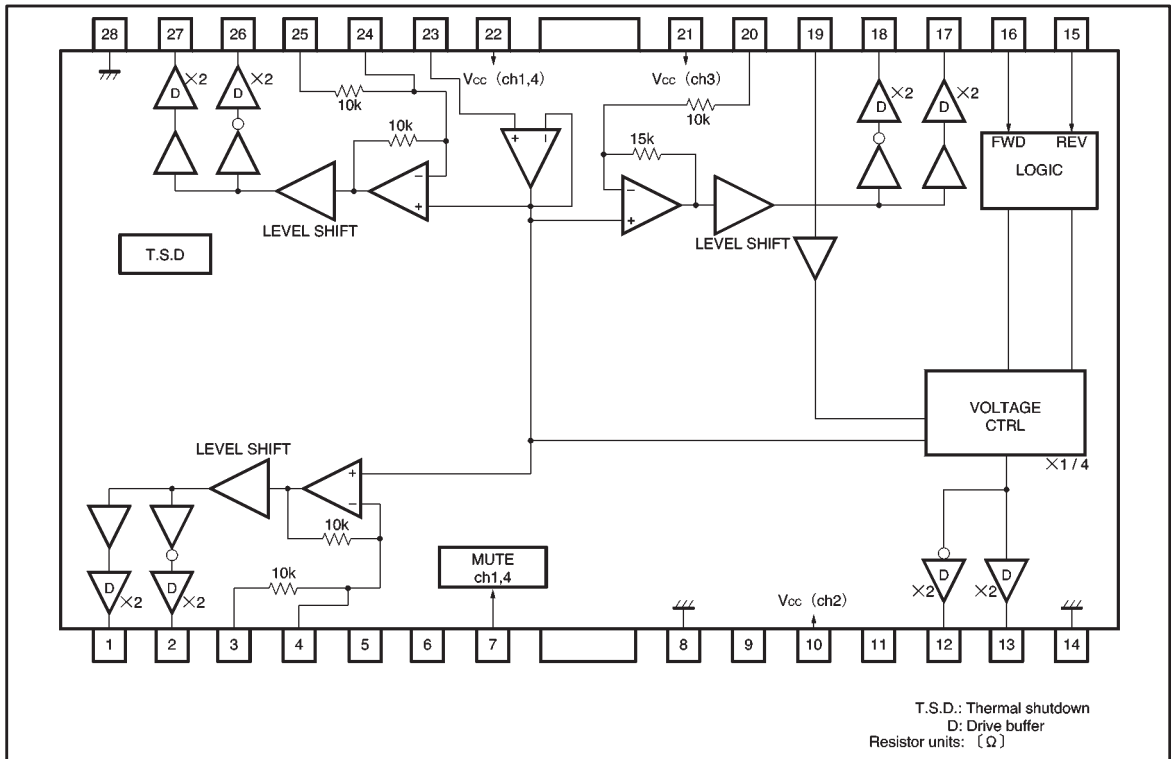 28 27 26 25 24 23 22 21 20 19 18 17 16 15
D ×2 D ×2 Vcc (ch1,4) Vcc (ch3) D ×2 D ×2
10k 10k
10k + − 15k FWD REV
LOGIC
− −
+ +
LEVEL SHIFT LEVEL SHIFT
T.S.D
VOLTAGE
CTRL
LEVEL SHIFT
×1 / 4
+
−
10k
MUTE
ch1,4
10k
D ×2 D ×2 Vcc (ch2) ×2 D ×2 D
1 2 3 4 5 6 7 8 9 10 11 12 13 14
T.S.D.: Thermal shutdown
D: Drive buffer
Resistor units: 〔Ω〕